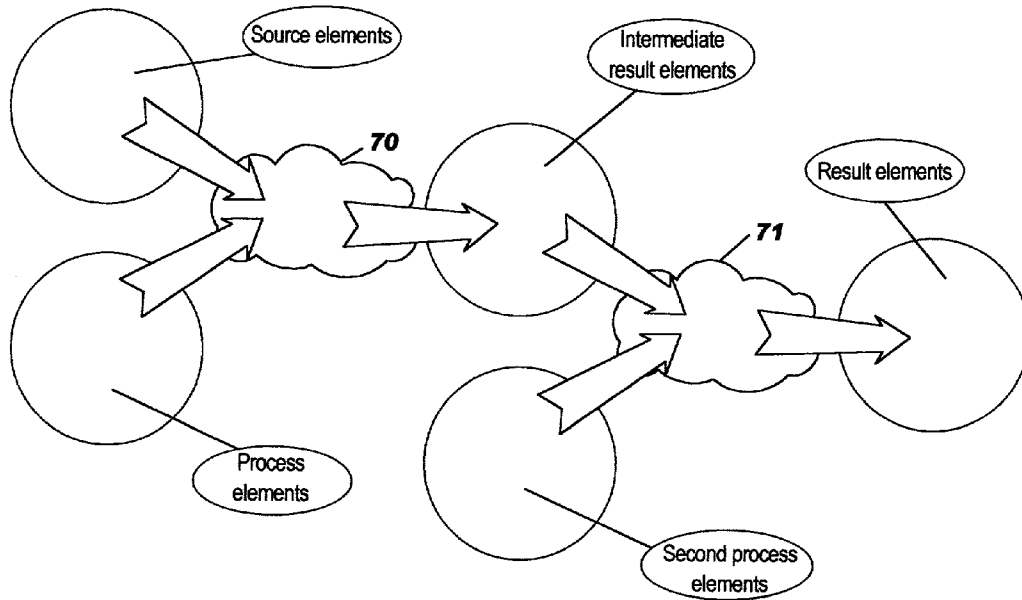 Source elements
Intermediate
result elements
70
Result elements
71
Process
elements
Second process
elements